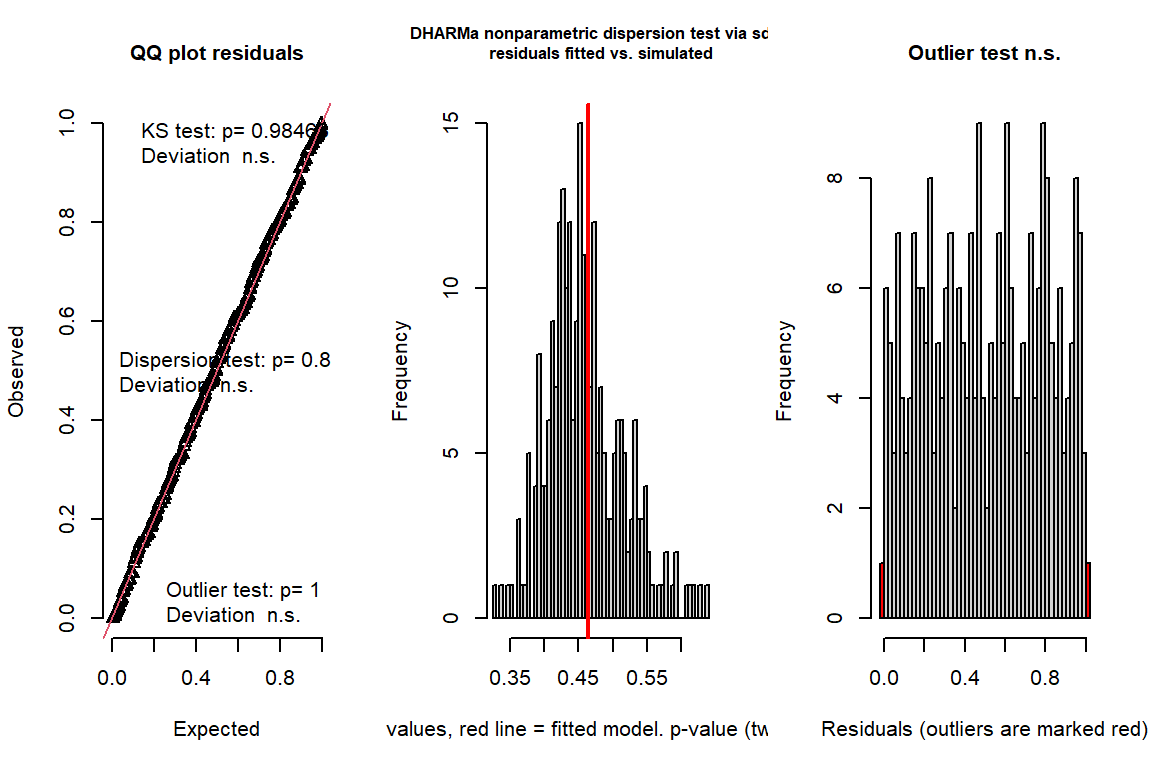 QQ plot residuals
KS test: p= 0.9846
Deviation  n.s.
Dispersion test: p= 0.8
Deviation  n.s.
Outlier test: p= 1
Deviation  n.s.
Observed
0.0 0.2 0.4 0.6 0.8 1.0
0.0 0.4 0.8
Expected
DHARMa nonparametric dispersion test via sd
residuals fitted vs. simulated
Frequency
0 5 10 15
0.35 0.45 0.55
values, red line = fitted model. p-value (tw
Outlier test n.s.
Frequency
0 2 4 6 8
0.0 0.4 0.8
Residuals (outliers are marked red)